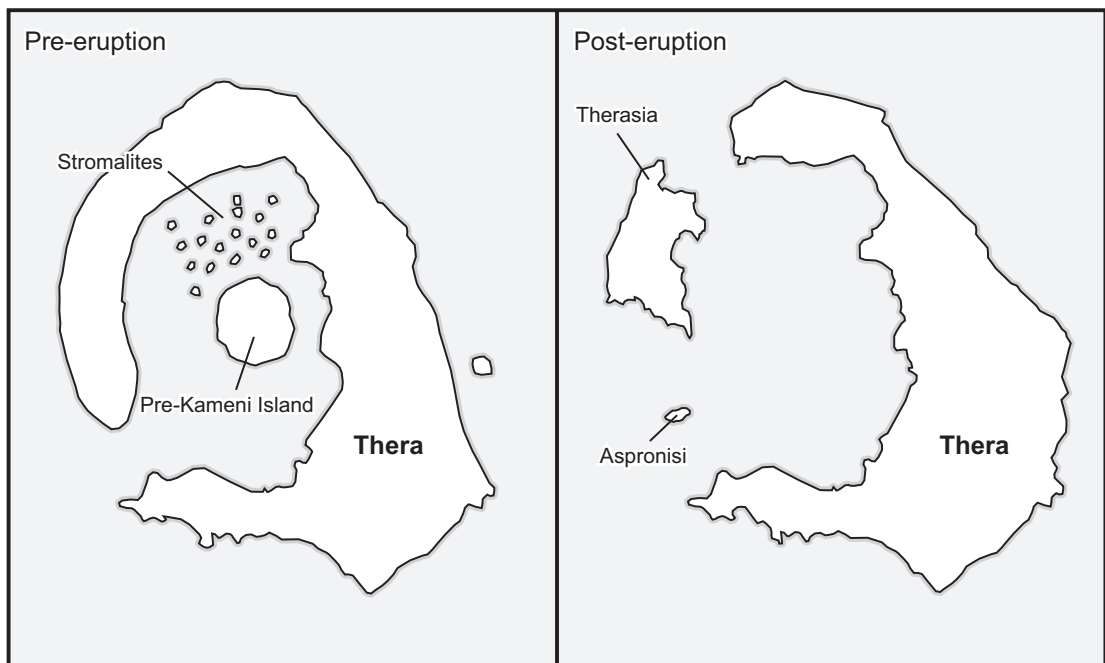 Pre-eruption
Stromalites
Pre-Kameni Island
Thera
Post-eruption
Therasia
Aspronisi
Thera